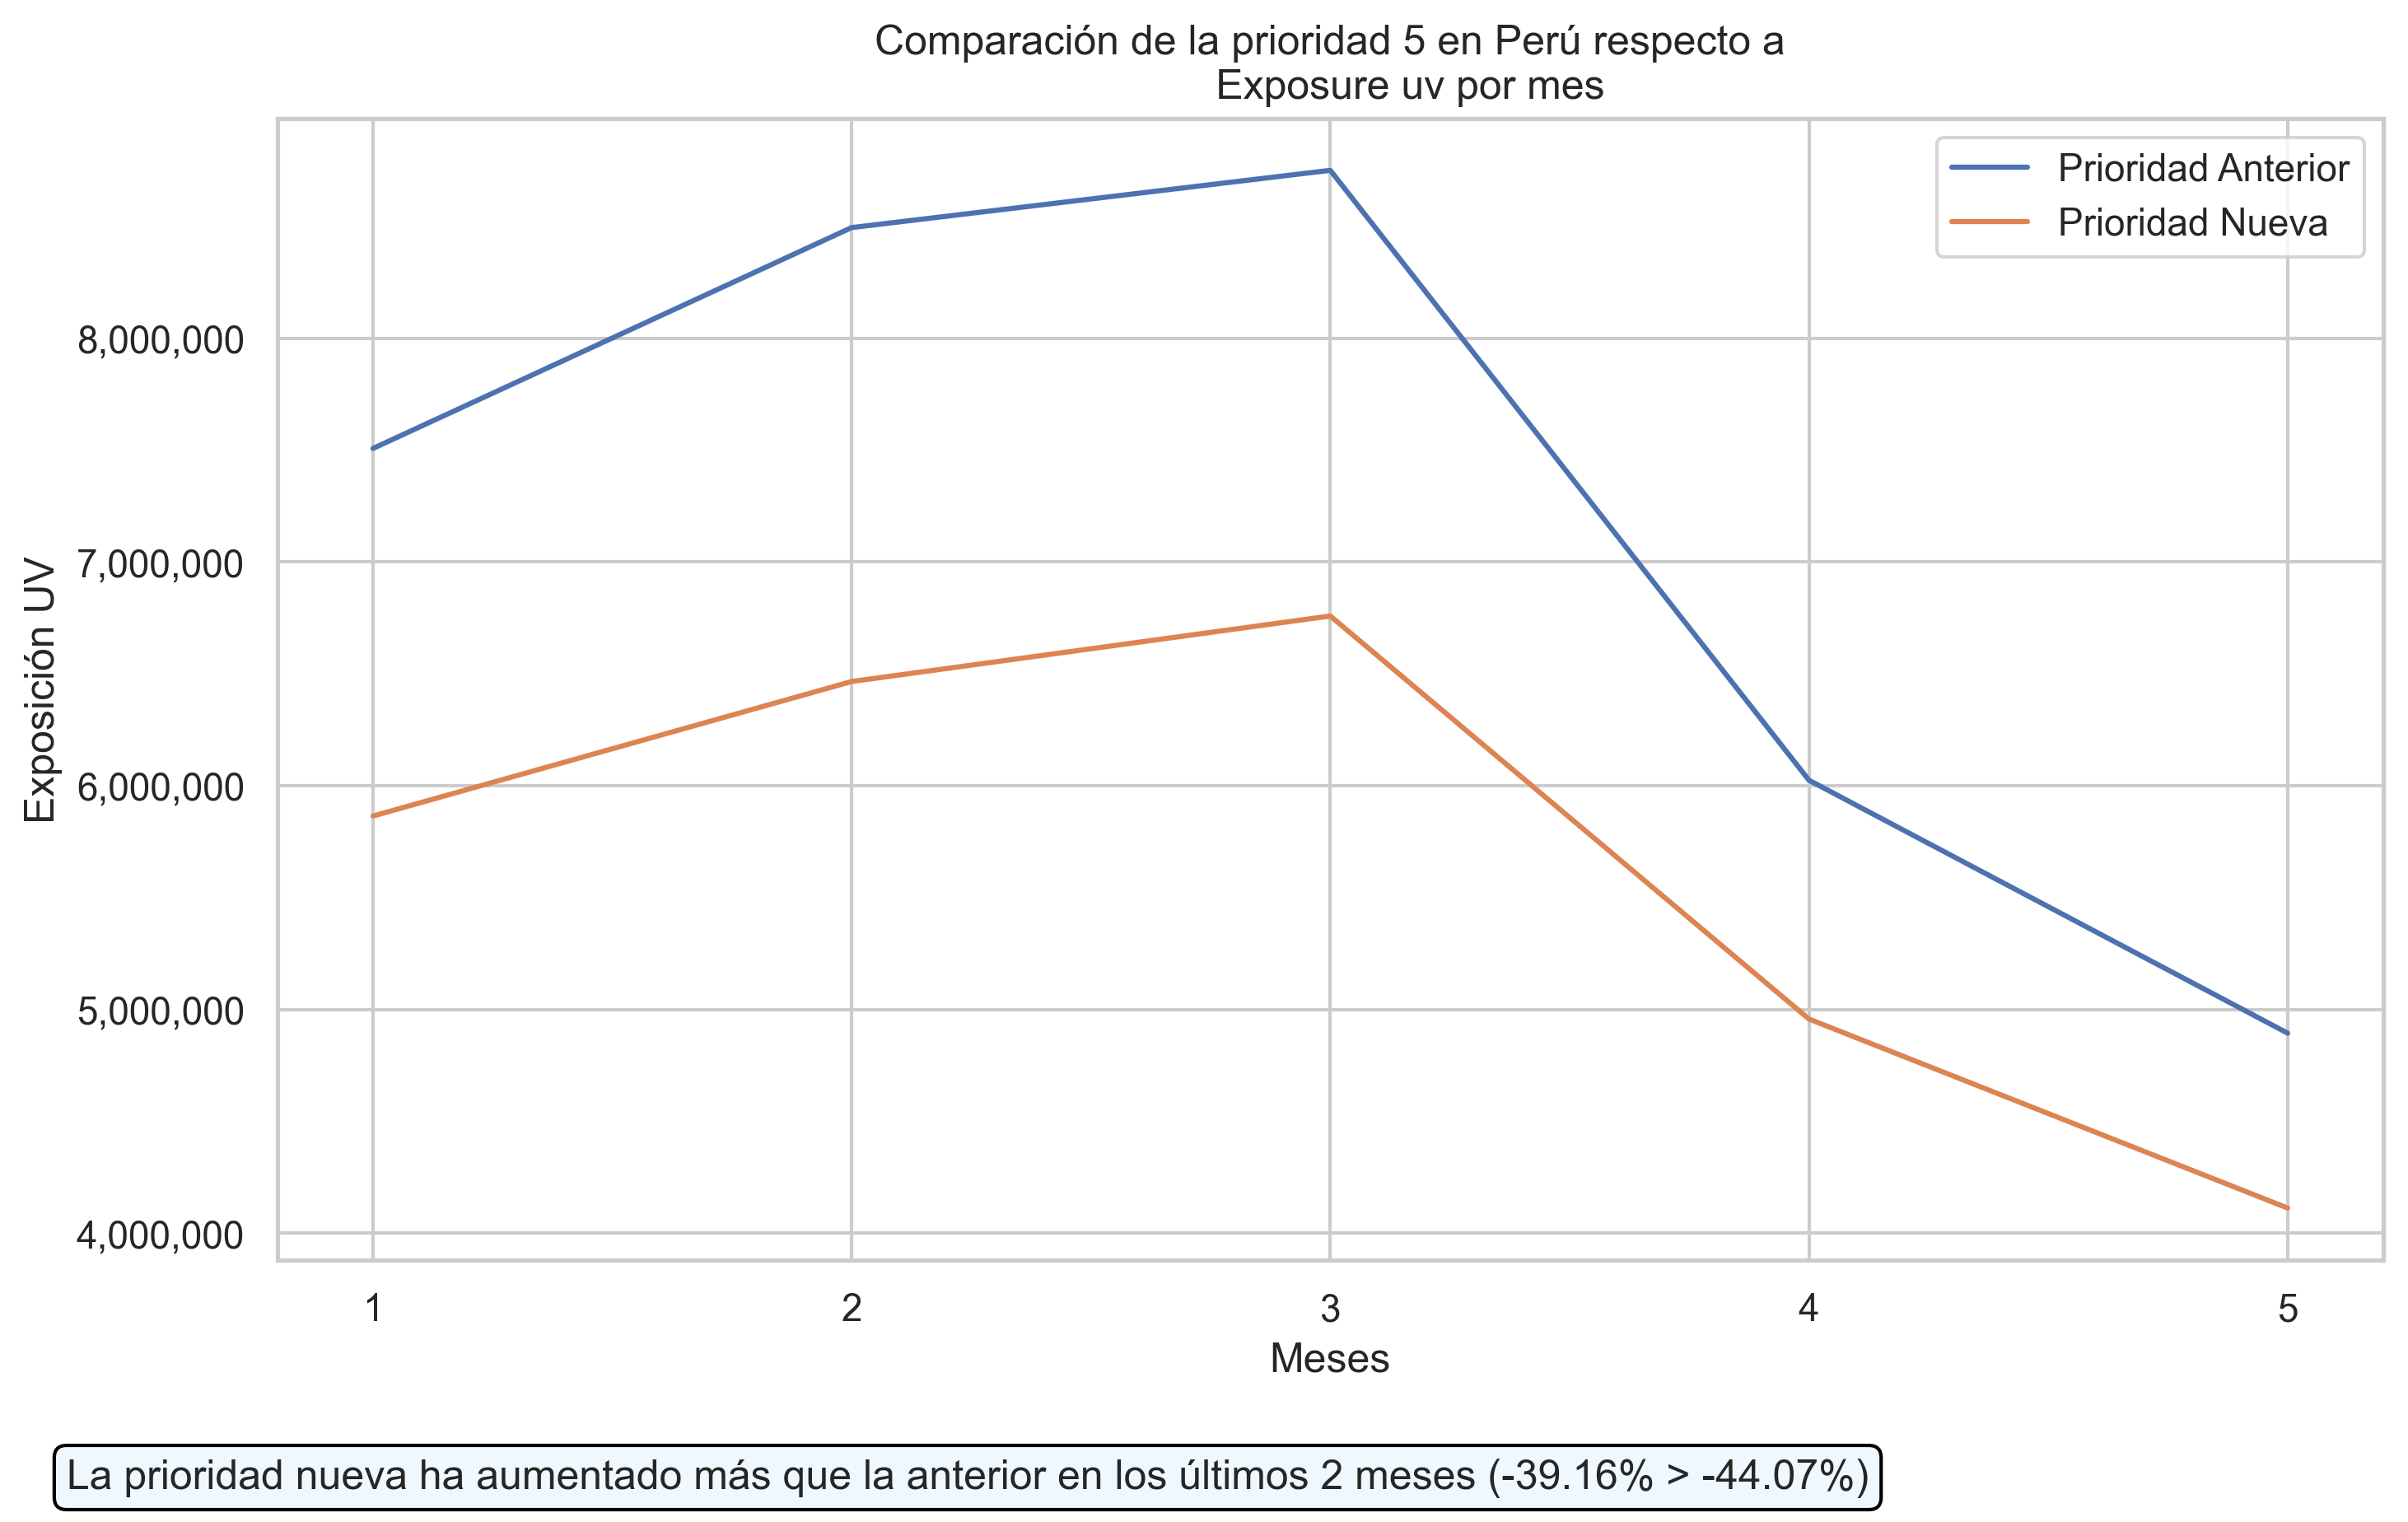 Comparación de la prioridad 5 en Perú respecto a
Exposure uv por mes
Prioridad Anterior
Prioridad Nueva
8,000,000
7,000,000
6,000,000
5,000,000
4,000,000
Exposición UV
1
2
3
4
5
Meses
La prioridad nueva ha aumentado más que la anterior en los últimos 2 meses (-39.16% > -44.07%)